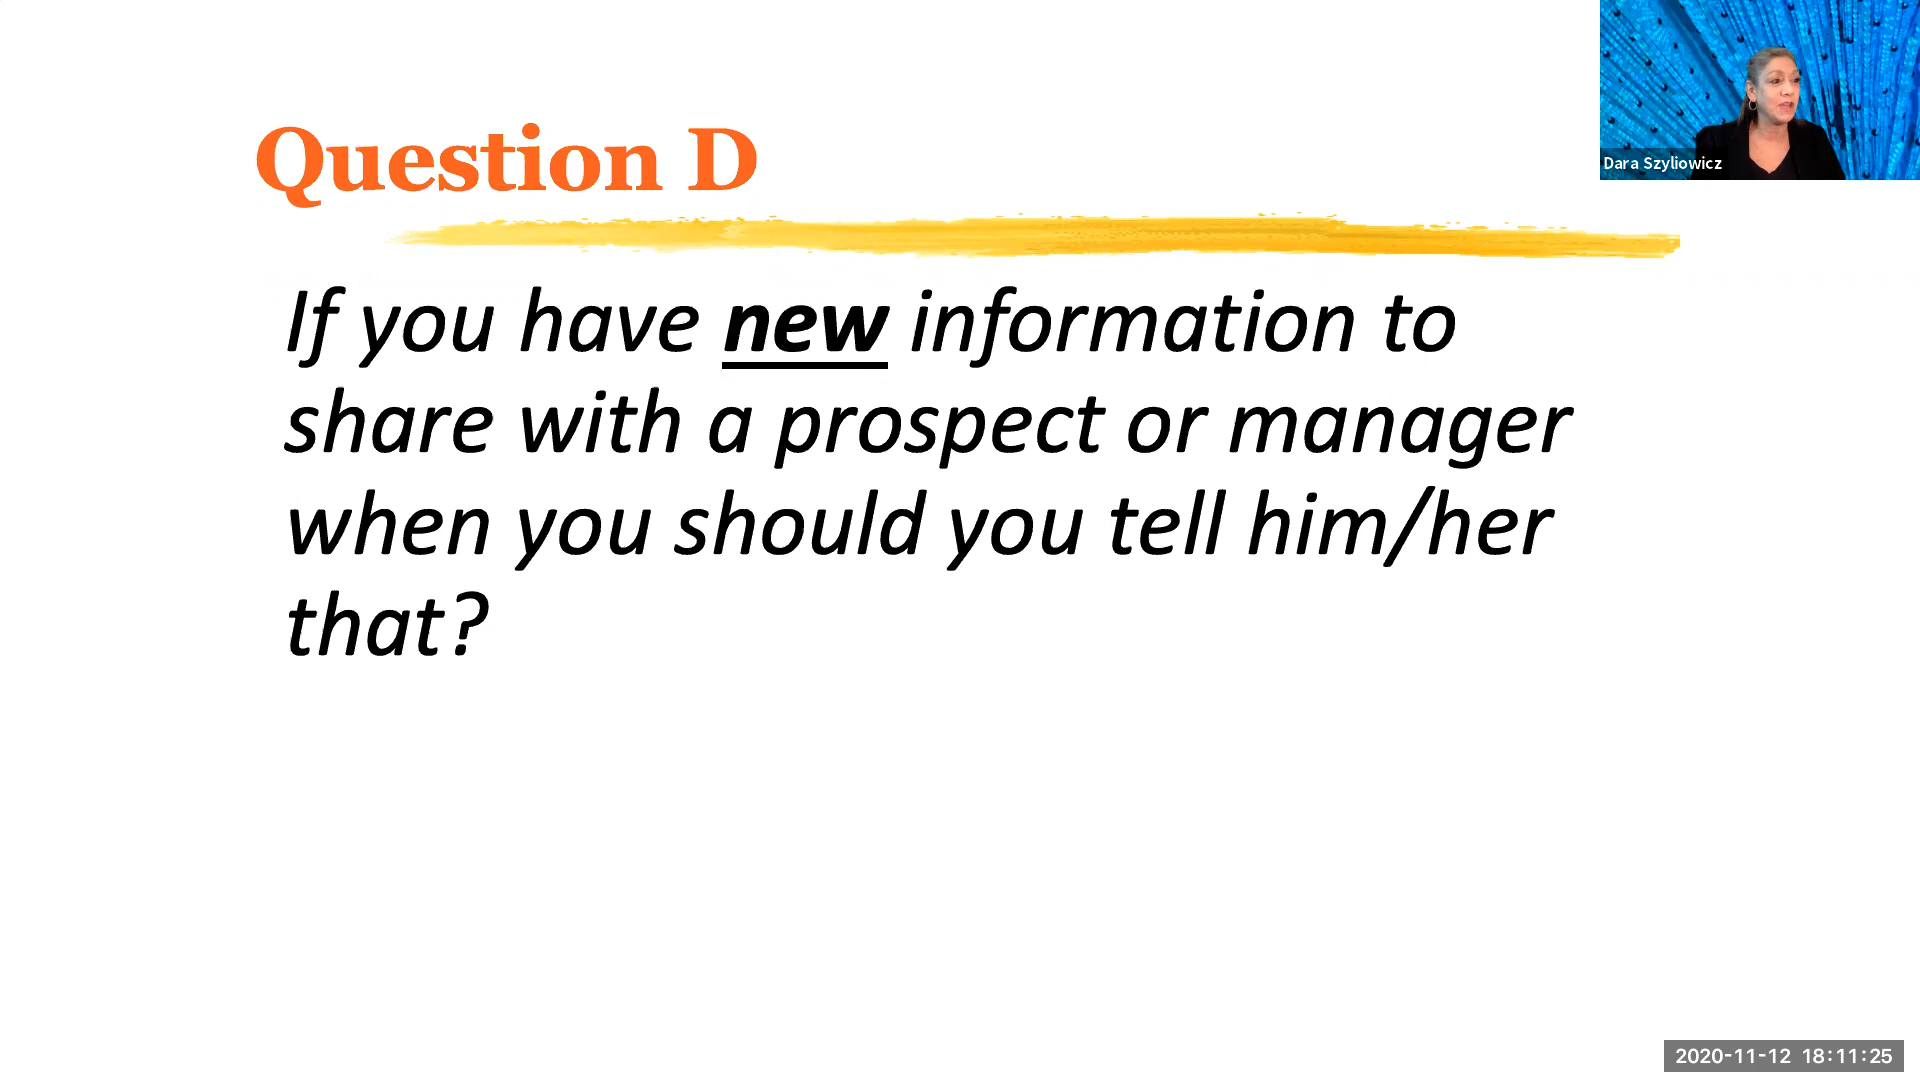 Question D
Dara Szyliowicz
If you have new information to
share with a prospect or manager
when you should you tell him/her
that?
2020-11-12 18:11:25